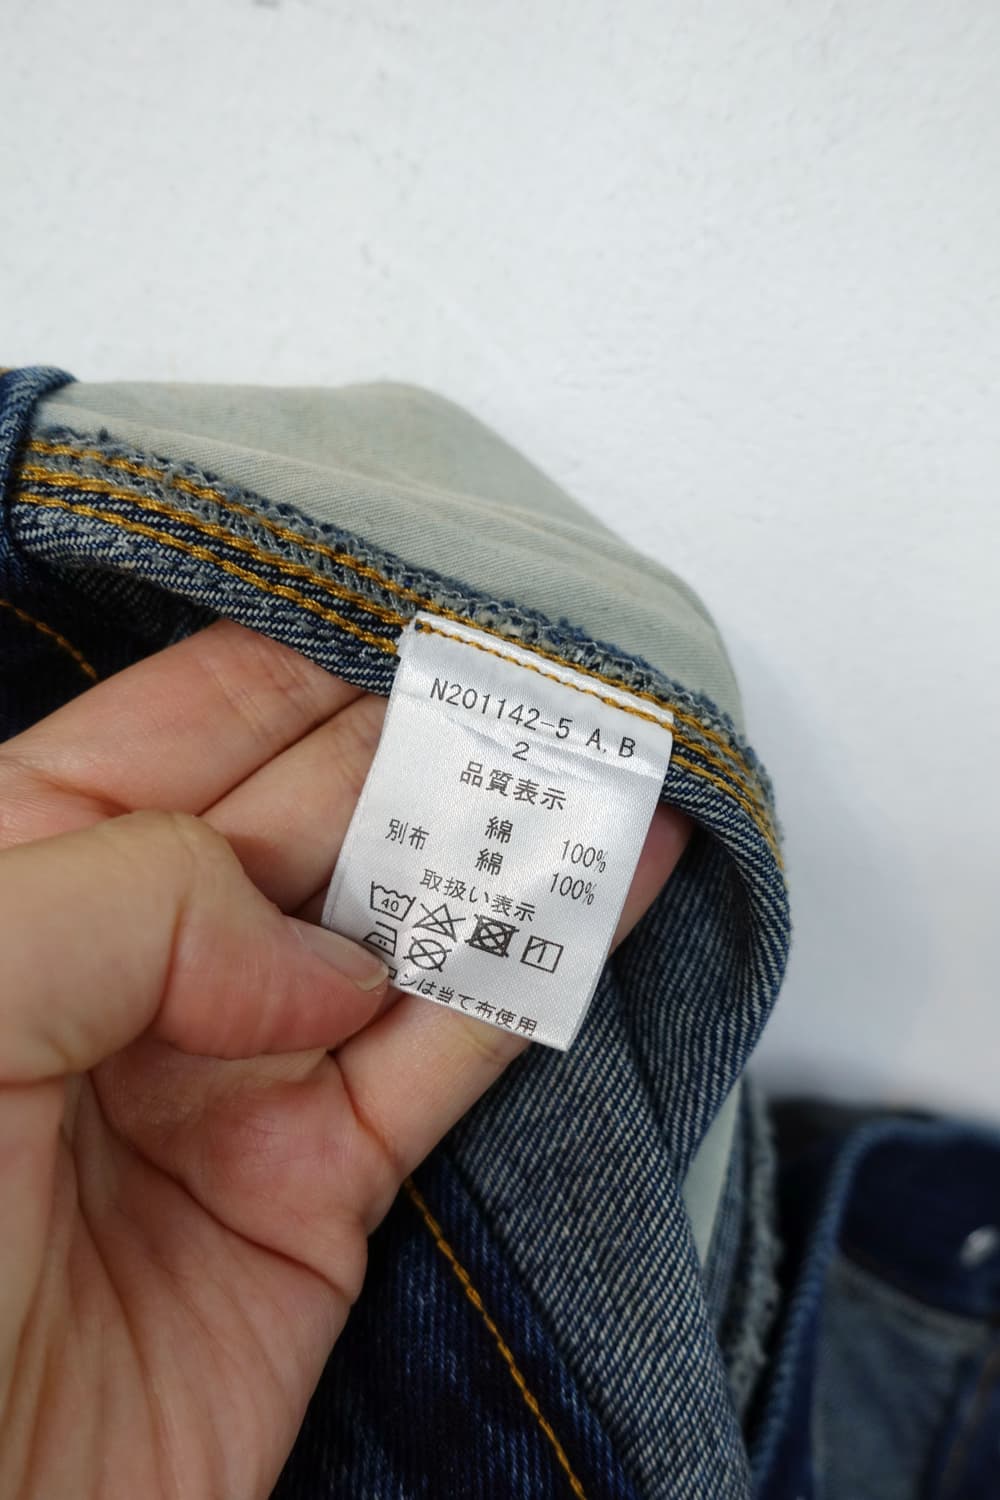 N201142-5 A.B
2
品質表示
綿 100%
別布 綿 100%
取扱い表示
40
ロンは当て布使用